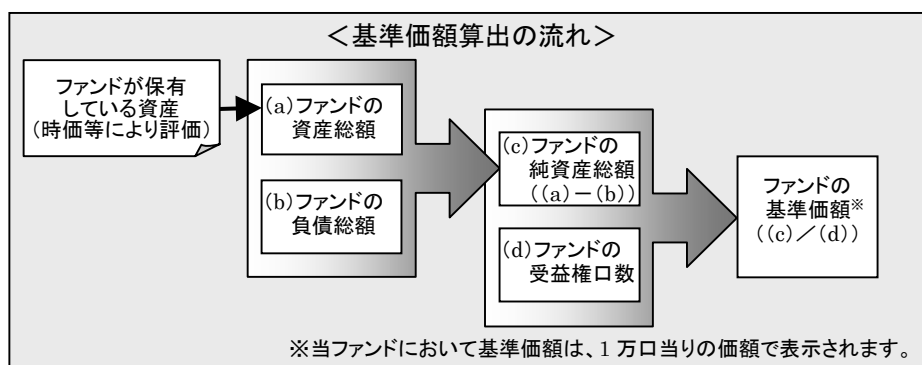 ＜基準価額算出の流れ＞
ファンドが保有
している資産
(時価等により評価)
(a)ファンドの
資産総額
(b)ファンドの
負債総額
(c)ファンドの
純資産総額
((a)－(b))
(d)ファンドの
受益権口数
ファンドの
基準価額※
((c)／(d))
※当ファンドにおいて基準価額は、1万口当りの価額で表示されます。